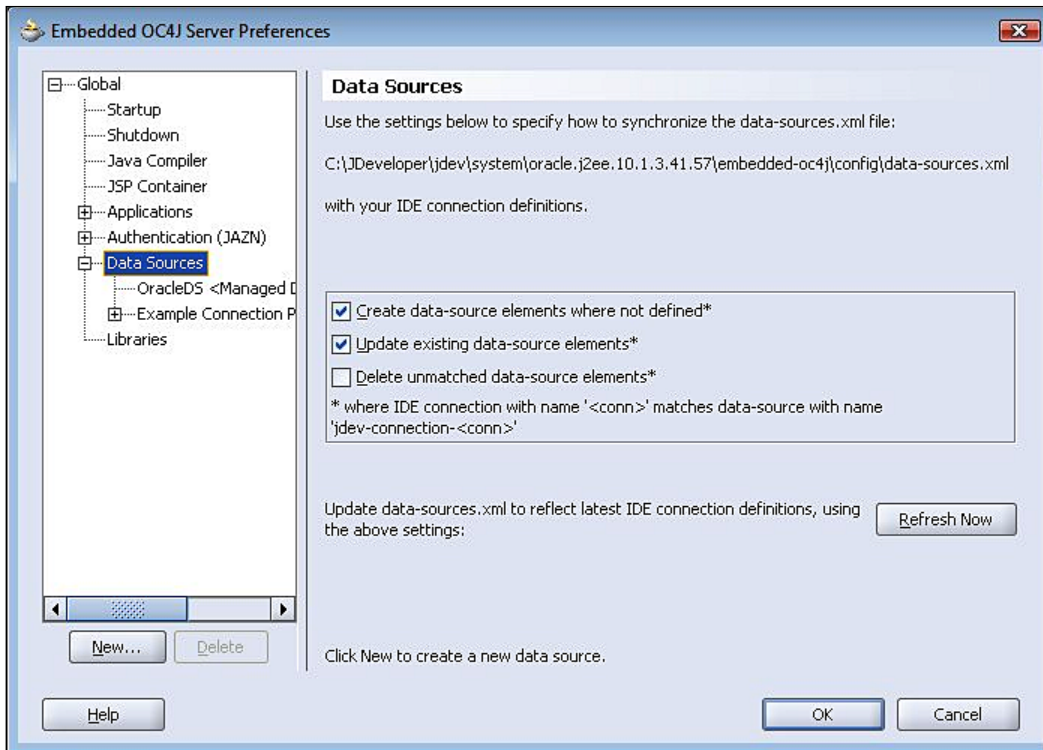 Embedded OC4J Server Preferences
Global
Startup
Shutdown
Java Compiler
JSP Container
Applications
Authentication (JAZN)
Data Sources
OracleDS <Managed
Example Connection
Libraries
New...
Delete
Help
Data Sources
Use the settings below to specify how to synchronize the data-sources.xml file:
C:\JDeveloper\jdev\system\oracle.j2ee.10.1.3.41.57\embedded-oc4j\config\data-sources.xml
with your IDE connection definitions.
Create data-source elements where not defined*
Update existing data-source elements*
Delete unmatched data-source elements*
* where IDE connection with name '<conn>' matches data-source with name
'jdev-connection-<conn>'
Update data-sources.xml to reflect latest IDE connection definitions, using
the above settings:
Refresh Now
Click New to create a new data source.
OK
Cancel